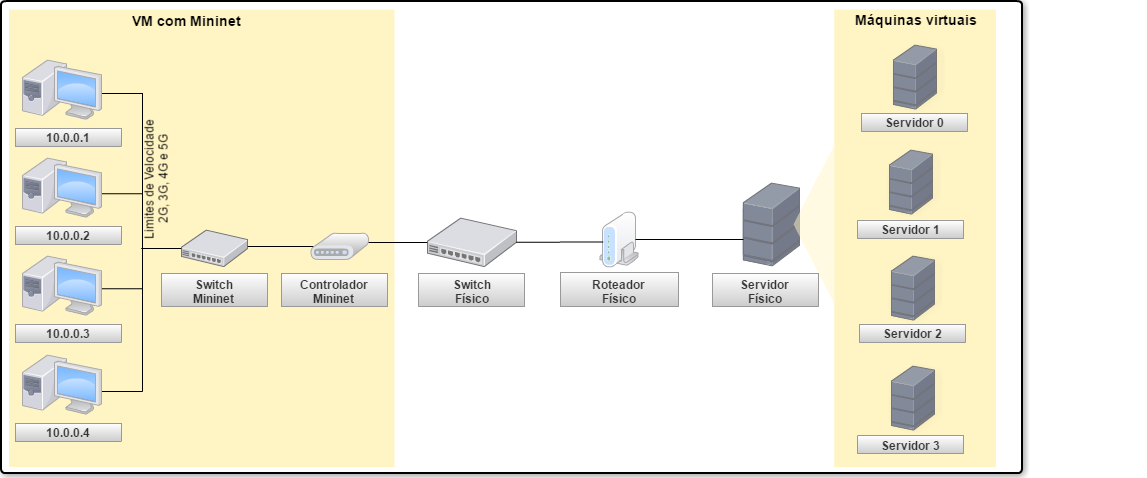 VM com Mininet
Máquinas virtuais
10.0.0.1
10.0.0.2
10.0.0.3
10.0.0.4
Limites de Velocidade
2G, 3G, 4G e 5G
Switch
Mininet
Controlador
Mininet
Switch
Físico
Roteador
Físico
Servidor
Físico
Servidor 0
Servidor 1
Servidor 2
Servidor 3